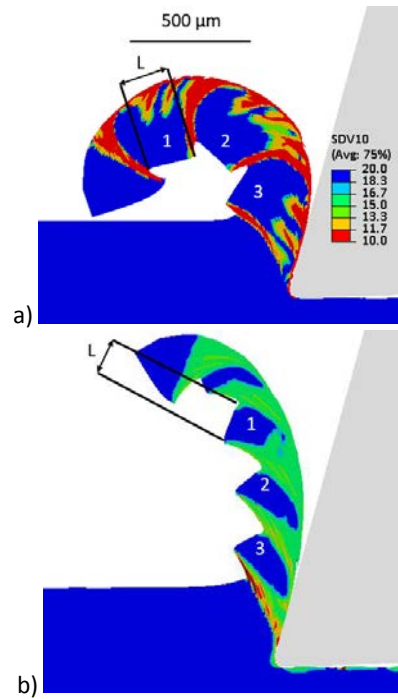 500 µm
L
1
2
3
SDV10
(Avg: 75%)
20.0
18.3
16.7
15.0
13.3
11.7
10.0
a)
L
1
2
3
b)